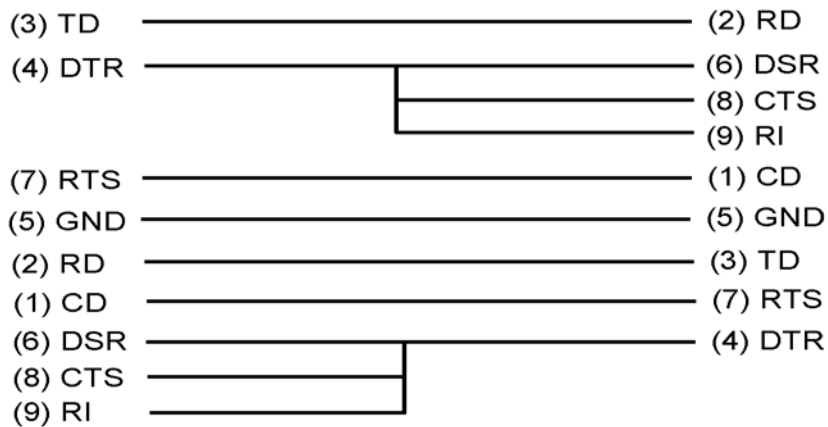 (3) TD (2) RD
(4) DTR (6) DSR
(8) CTS
(9) RI
(7) RTS (1) CD
(5) GND (5) GND
(2) RD (3) TD
(1) CD (7) RTS
(6) DSR (4) DTR
(8) CTS
(9) RI